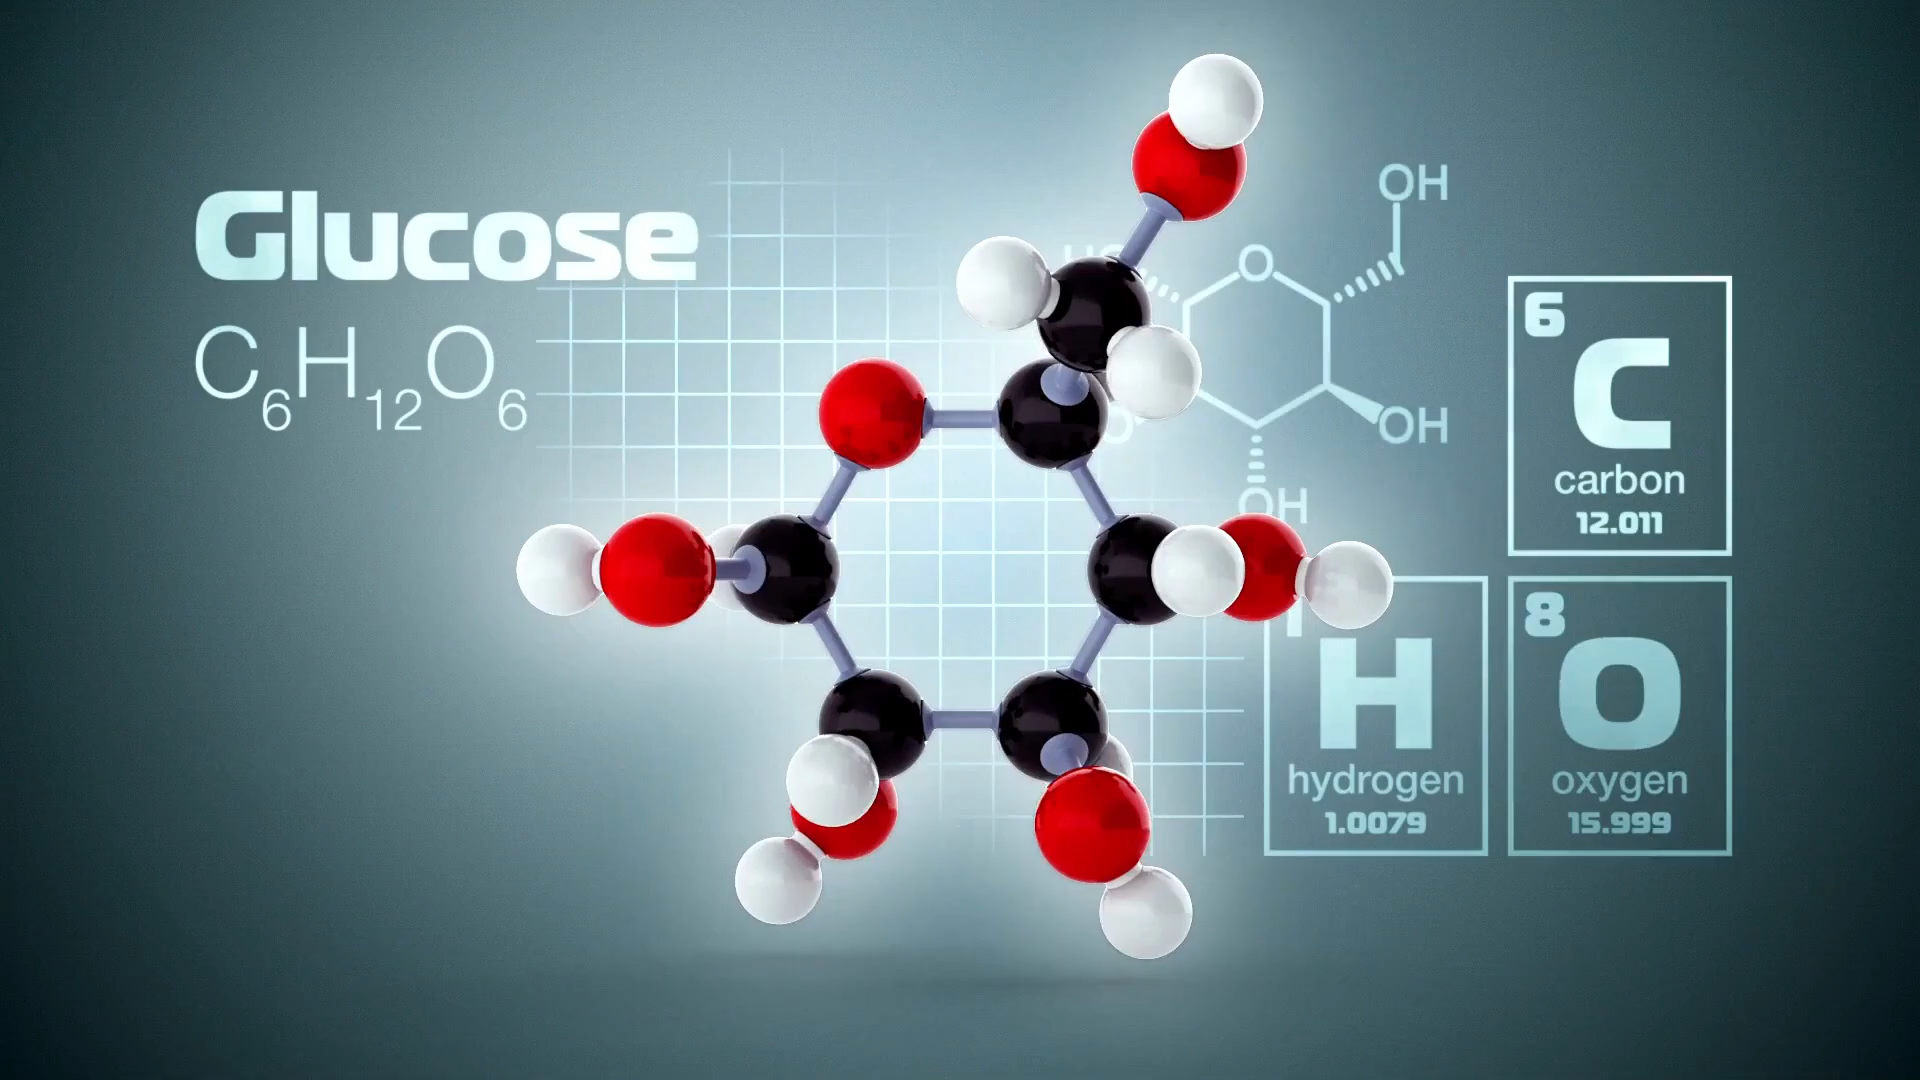 Glucose
C6H12O6
OH
O
OH
OH
6
C
carbon
12.011
H
hydrogen
1.0079
8
O
oxygen
15.999